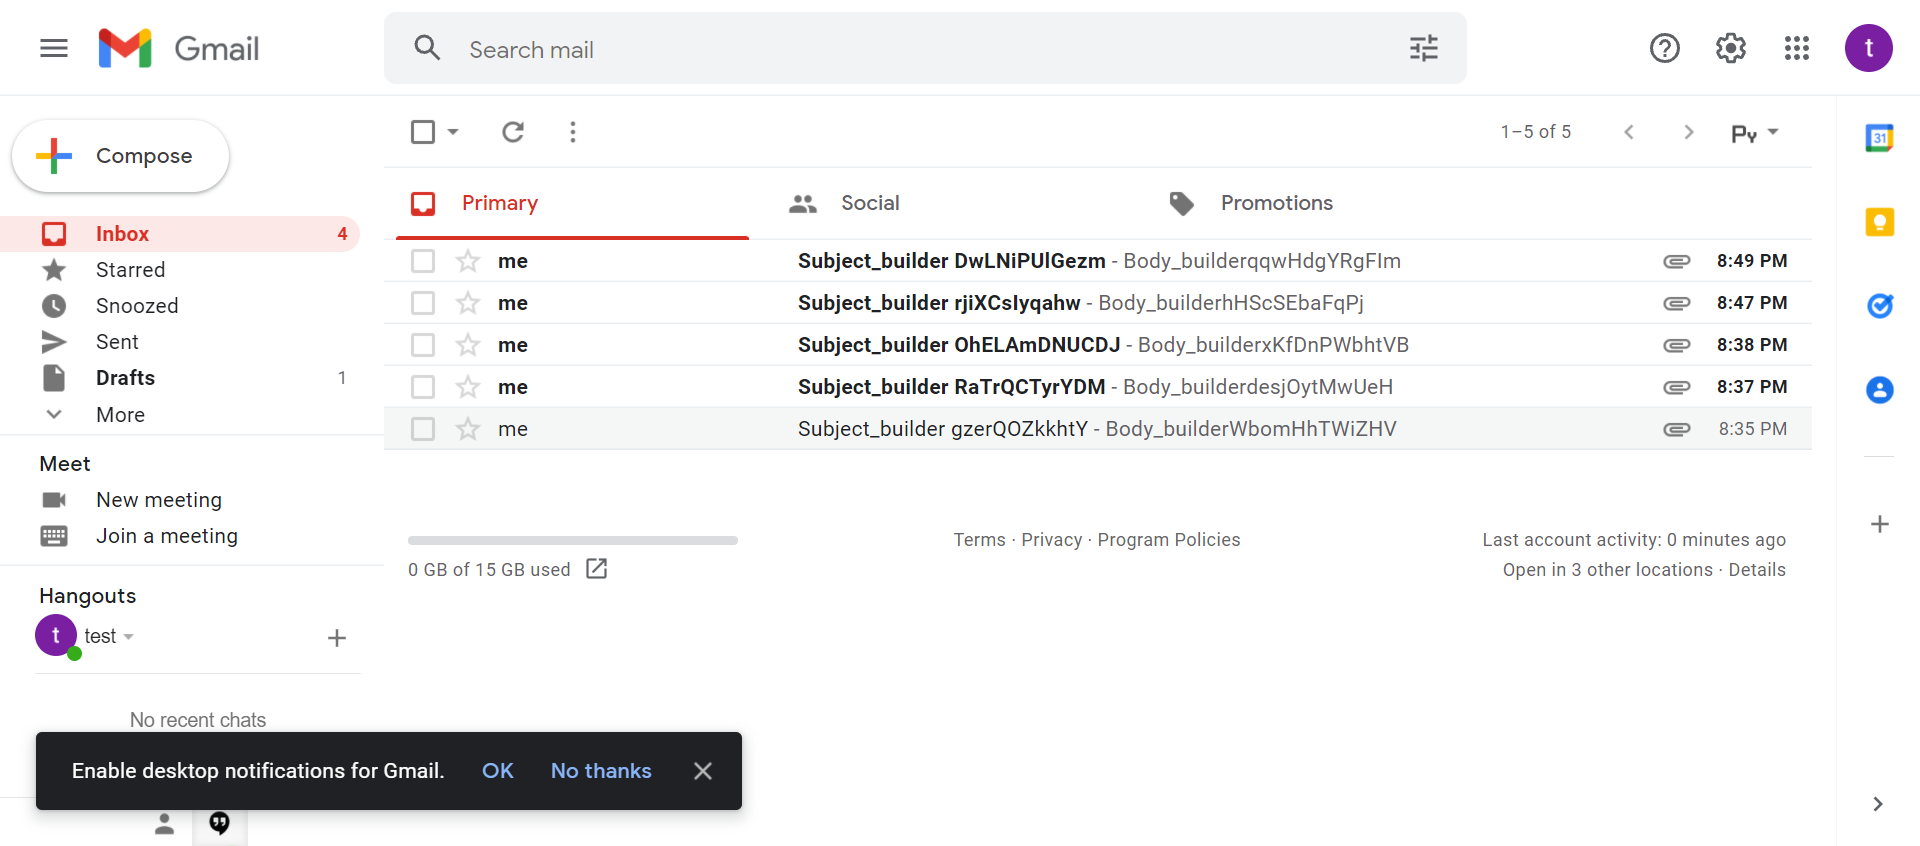 Gmail
Search mail
t
Compose
1–5 of 5
Py
31
Primary
Social
Promotions
Inbox 4
Starred
Snoozed
Sent
Drafts 1
More
me Subject_builder DwLNiPUlGezm - Body_builderqqwHdgYRgFlm 8:49 PM
me Subject_builder rjiXCslyqahw - Body_builderhHScSEbaFqPj 8:47 PM
me Subject_builder OhELAmDNUCDJ - Body_builderxKfDnPWbhtVB 8:38 PM
me Subject_builder RaTrQCTyrYDM - Body_builderdesjOytMwUeH 8:37 PM
me Subject_builder gzerQOZkkhtY - Body_builderWbomHhTWiZHV 8:35 PM
Meet
New meeting
Join a meeting
Hangouts
t test
No recent chats
0 GB of 15 GB used
Terms · Privacy · Program Policies
Last account activity: 0 minutes ago
Open in 3 other locations · Details
Enable desktop notifications for Gmail. OK No thanks